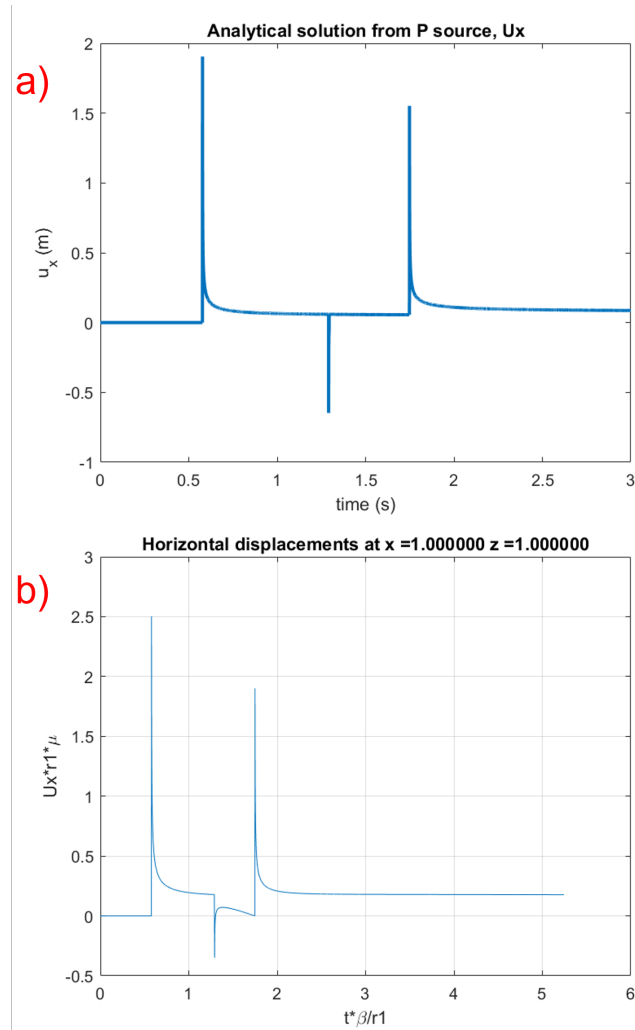 a)
Analytical solution from P source, Ux
2
1.5
1
0.5
0
-0.5
-1
u_x (m)
0 0.5 1 1.5 2 2.5 3
time (s)
b)
Horizontal displacements at x =1.000000 z =1.000000
3
2.5
2
1.5
1
0.5
0
-0.5
Ux*r1*μ
0 1 2 3 4 5 6
t*β/r1